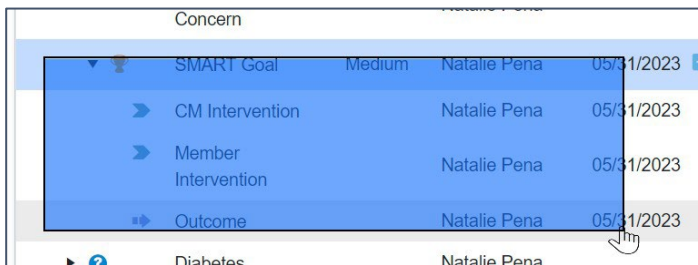 Concern
SMART Goal Medium Natalie Pena 05/31/2023
CM Intervention Natalie Pena 05/31/2023
Member
Intervention Natalie Pena 05/31/2023
Outcome Natalie Pena 05/31/2023
Diabetes Natalie Pena